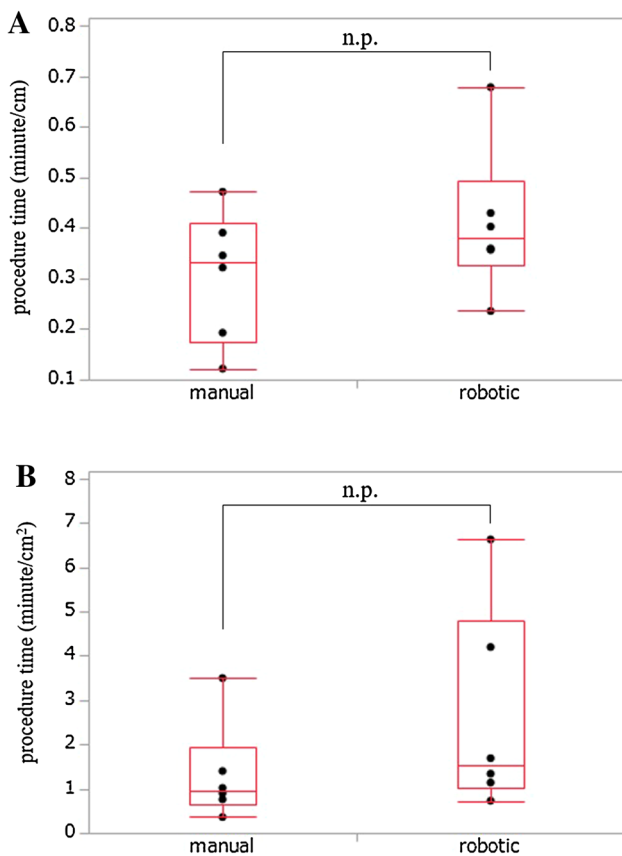 A
procedure time (minute/cm)
0.8
0.7
0.6
0.5
0.4
0.3
0.2
0.1
n.p.
manual robotic
B
procedure time (minute/cm²)
8
7
6
5
4
3
2
1
0
n.p.
manual robotic